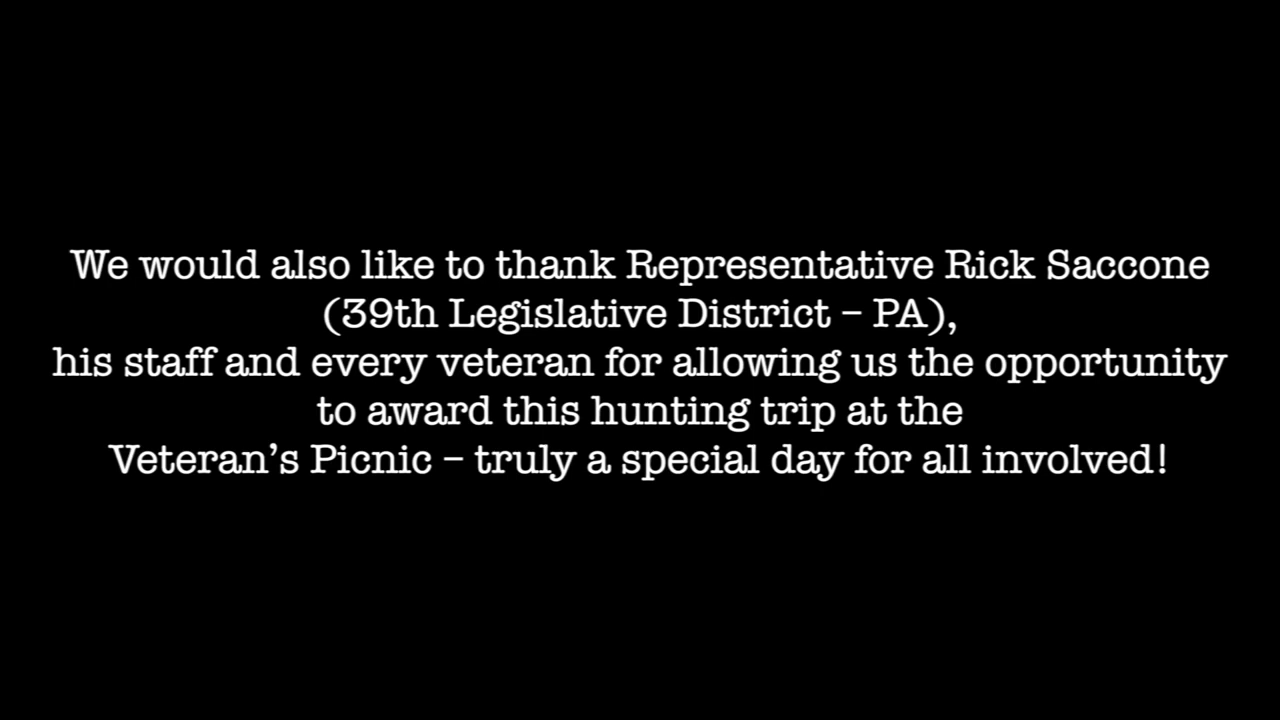 We would also like to thank Representative Rick Saccone
(39th Legislative District – PA),
his staff and every veteran for allowing us the opportunity
to award this hunting trip at the
Veteran’s Picnic – truly a special day for all involved!